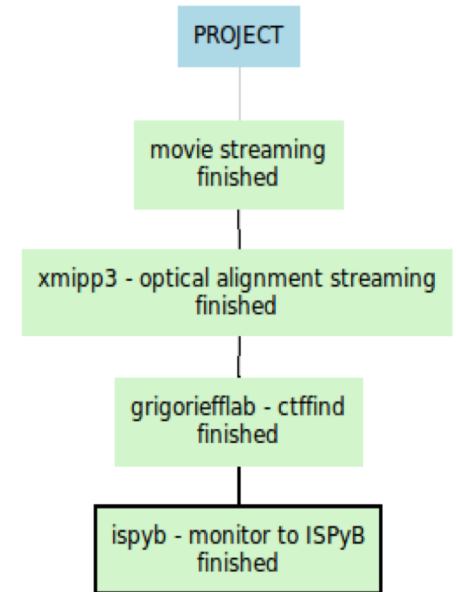 PROJECT
movie streaming
finished
xmipp3 - optical alignment streaming
finished
grigoriefflab - ctffind
finished
ispyb - monitor to ISPyB
finished